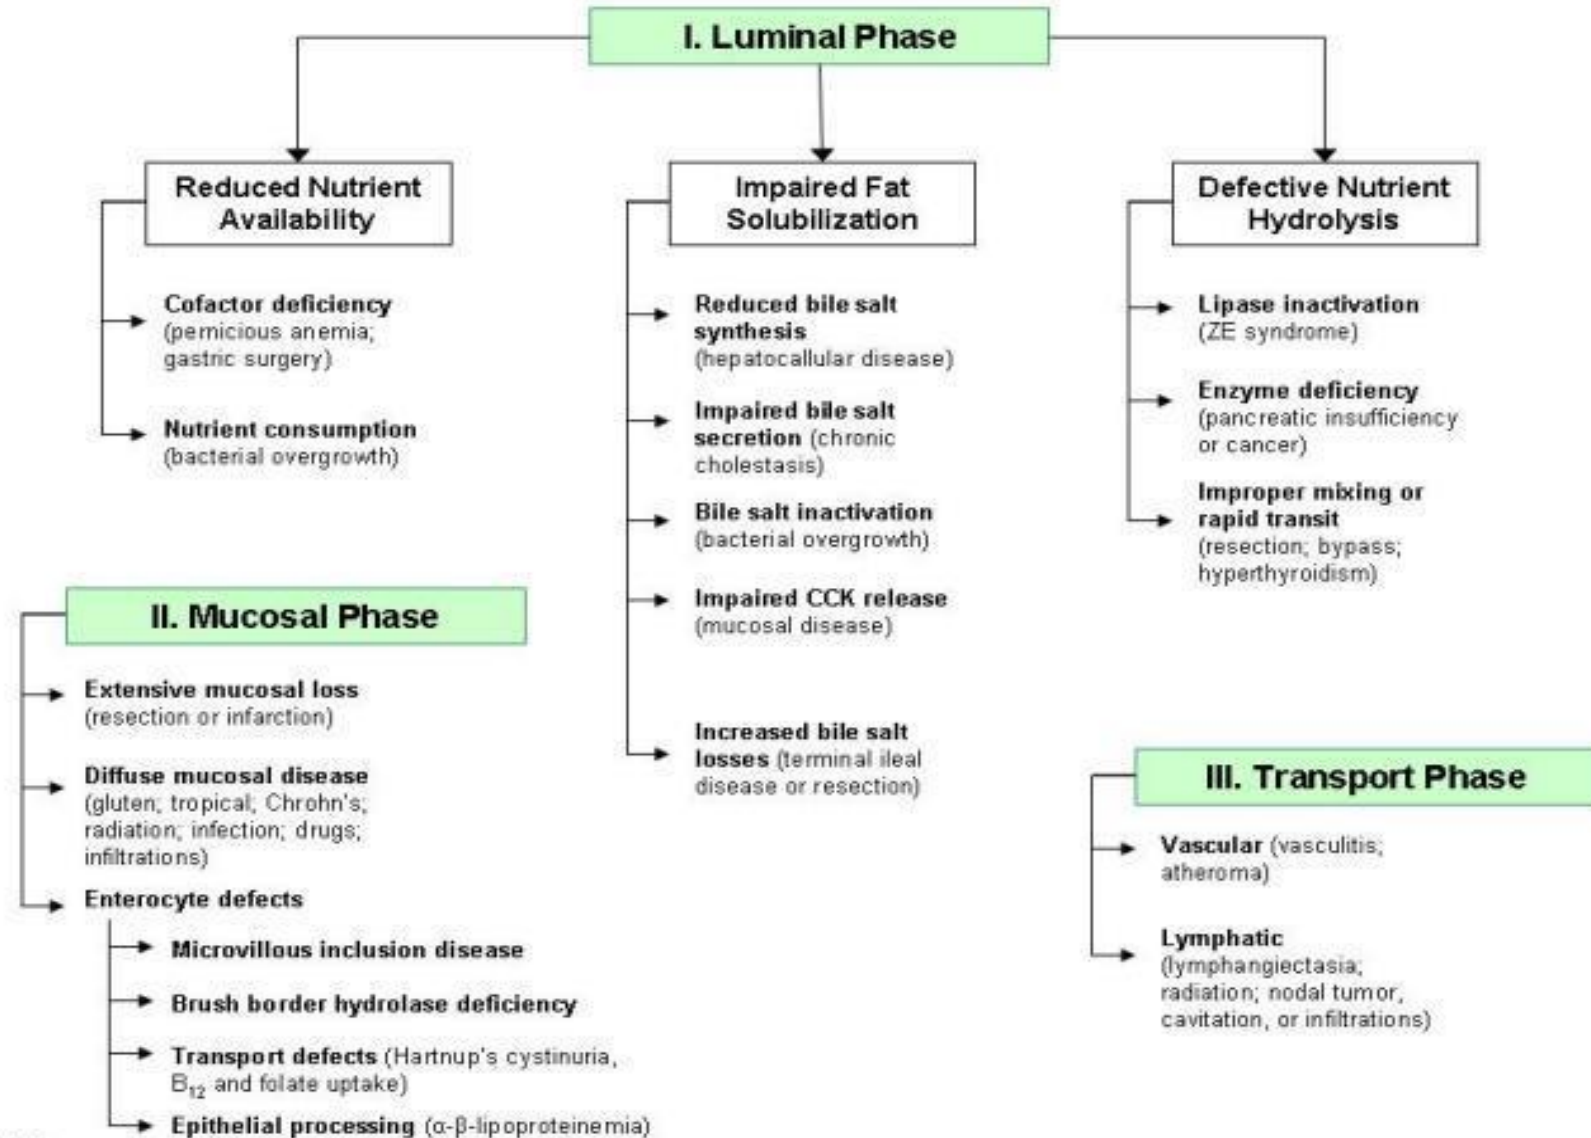 I. Luminal Phase
Reduced Nutrient
Availability
Cofactor deficiency
(pernicious anemia;
gastric surgery)
Nutrient consumption
(bacterial overgrowth)
Impaired Fat
Solubilization
Reduced bile salt
synthesis
(hepatocallular disease)
Impaired bile salt
secretion (chronic
cholestasis)
Bile salt inactivation
(bacterial overgrowth)
Impaired CCK release
(mucosal disease)
Increased bile salt
losses (terminal ileal
disease or resection)
Defective Nutrient
Hydrolysis
Lipase inactivation
(ZE syndrome)
Enzyme deficiency
(pancreatic insufficiency
or cancer)
Improper mixing or
rapid transit
(resection; bypass;
hyperthyroidism)
II. Mucosal Phase
Extensive mucosal loss
(resection or infarction)
Diffuse mucosal disease
(gluten; tropical; Chrohn's;
radiation; infection; drugs;
infiltrations)
Enterocyte defects
Microvillous inclusion disease
Brush border hydrolase deficiency
Transport defects (Hartnup's cystinuria,
B₁₂ and folate uptake)
Epithelial processing (α-β-lipoproteinemia)
III. Transport Phase
Vascular (vasculitis;
atheroma)
Lymphatic
(lymphangiectasia;
radiation; nodal tumor,
cavitation, or infiltrations)